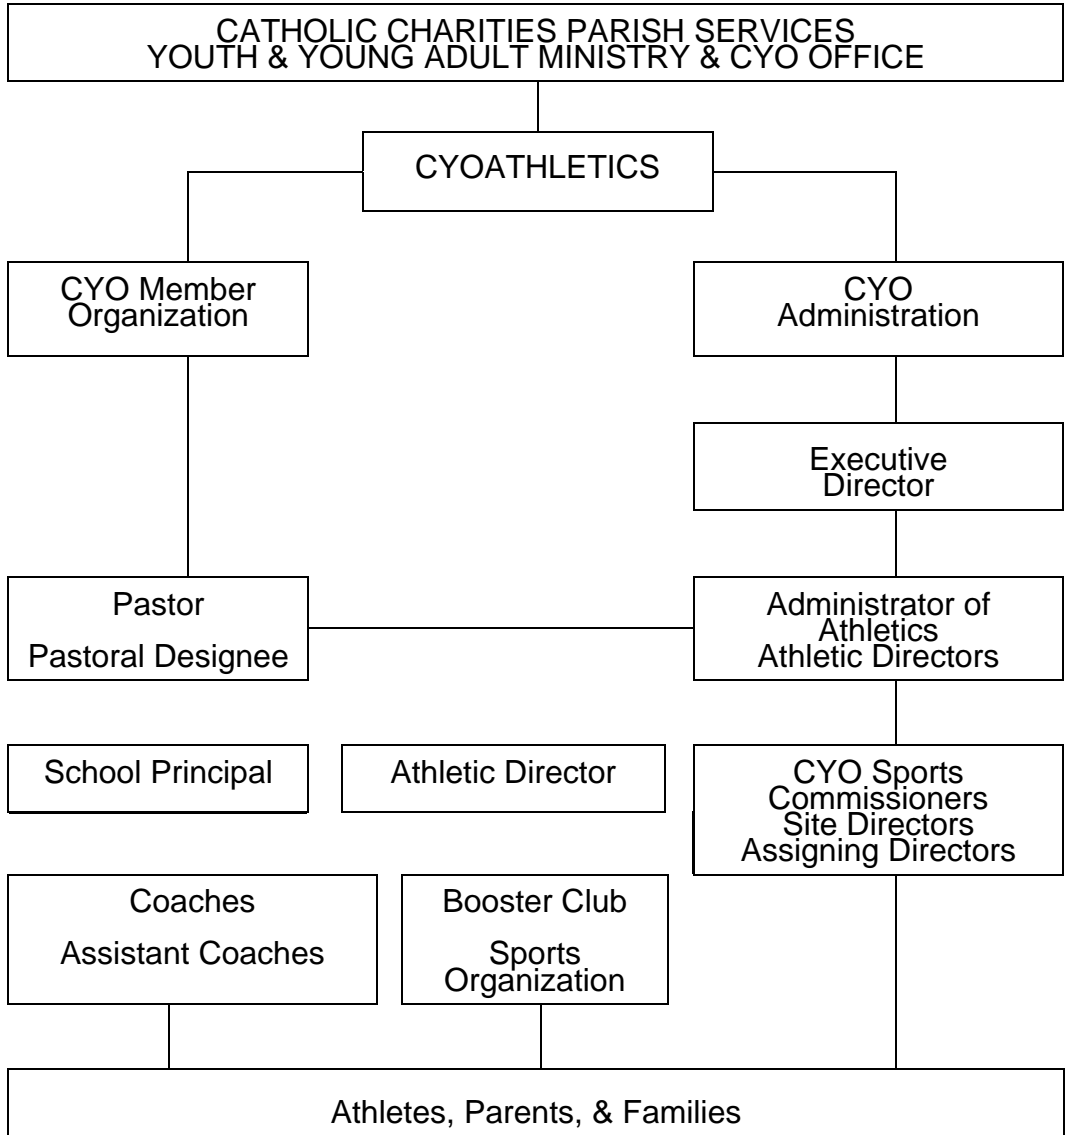 CATHOLIC CHARITIES PARISH SERVICES
YOUTH & YOUNG ADULT MINISTRY & CYO OFFICE
CYOATHLETICS
CYO Member
Organization
CYO
Administration
Executive
Director
Pastor
Pastoral Designee
Administrator of
Athletics
Athletic Directors
School Principal
Athletic Director
CYO Sports
Commissioners
Site Directors
Assigning Directors
Coaches
Assistant Coaches
Booster Club
Sports
Organization
Athletes, Parents, & Families